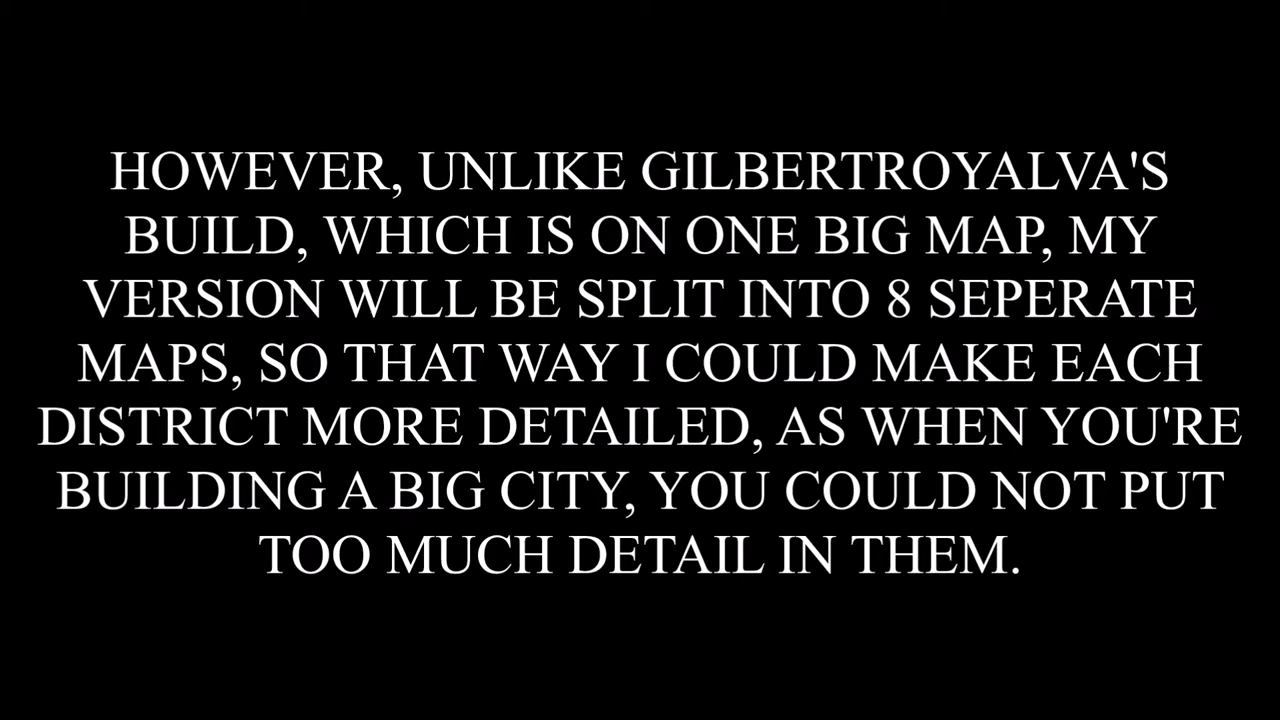 HOWEVER, UNLIKE GILBERTROYALVA'S
BUILD, WHICH IS ON ONE BIG MAP, MY
VERSION WILL BE SPLIT INTO 8 SEPERATE
MAPS, SO THAT WAY I COULD MAKE EACH
DISTRICT MORE DETAILED, AS WHEN YOU'RE
BUILDING A BIG CITY, YOU COULD NOT PUT
TOO MUCH DETAIL IN THEM.